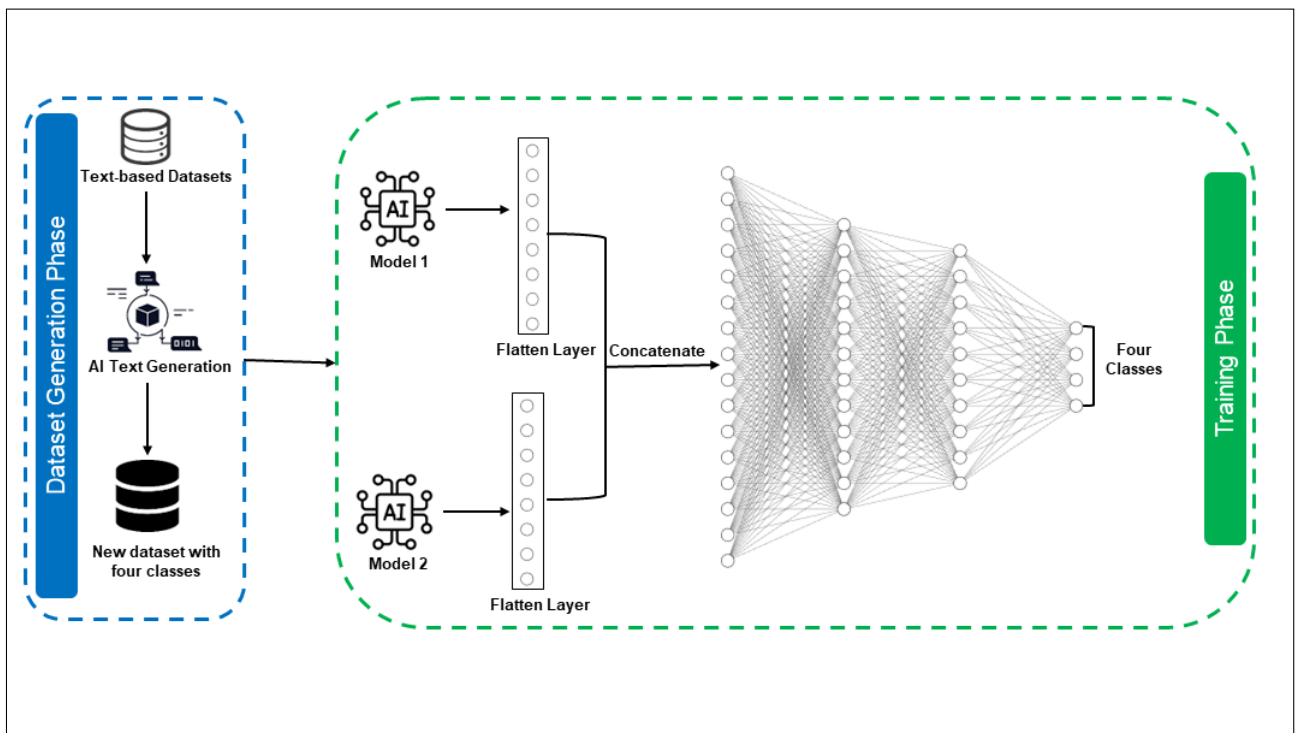 Dataset Generation Phase
Text-based Datasets
AI Text Generation
0101
New dataset with
four classes
AI
Model 1
Flatten Layer
AI
Model 2
Flatten Layer
Concatenate
Four
Classes
Training Phase